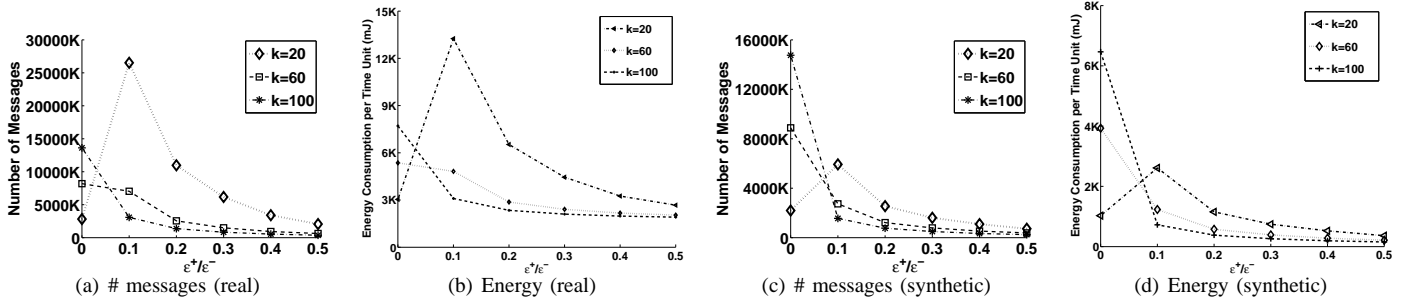 30000K
25000K
20000K
15000K
10000K
5000K
0
Number of Messages
k=20
k=60
k=100
0 0.1 0.2 0.3 0.4 0.5
ε⁺/ε⁻
(a) # messages (real)
15K
12K
9K
6K
3K
0
Energy Consumption per Time Unit (mJ)
k=20
k=60
k=100
0 0.1 0.2 0.3 0.4 0.5
ε⁺/ε⁻
(b) Energy (real)
16000K
12000K
8000K
4000K
0
Number of Messages
k=20
k=60
k=100
0 0.1 0.2 0.3 0.4 0.5
ε⁺/ε⁻
(c) # messages (synthetic)
8K
6K
4K
2K
0
Energy Consumption per Time Unit (mJ)
k=20
k=60
k=100
0 0.1 0.2 0.3 0.4 0.5
ε⁺/ε⁻
(d) Energy (synthetic)